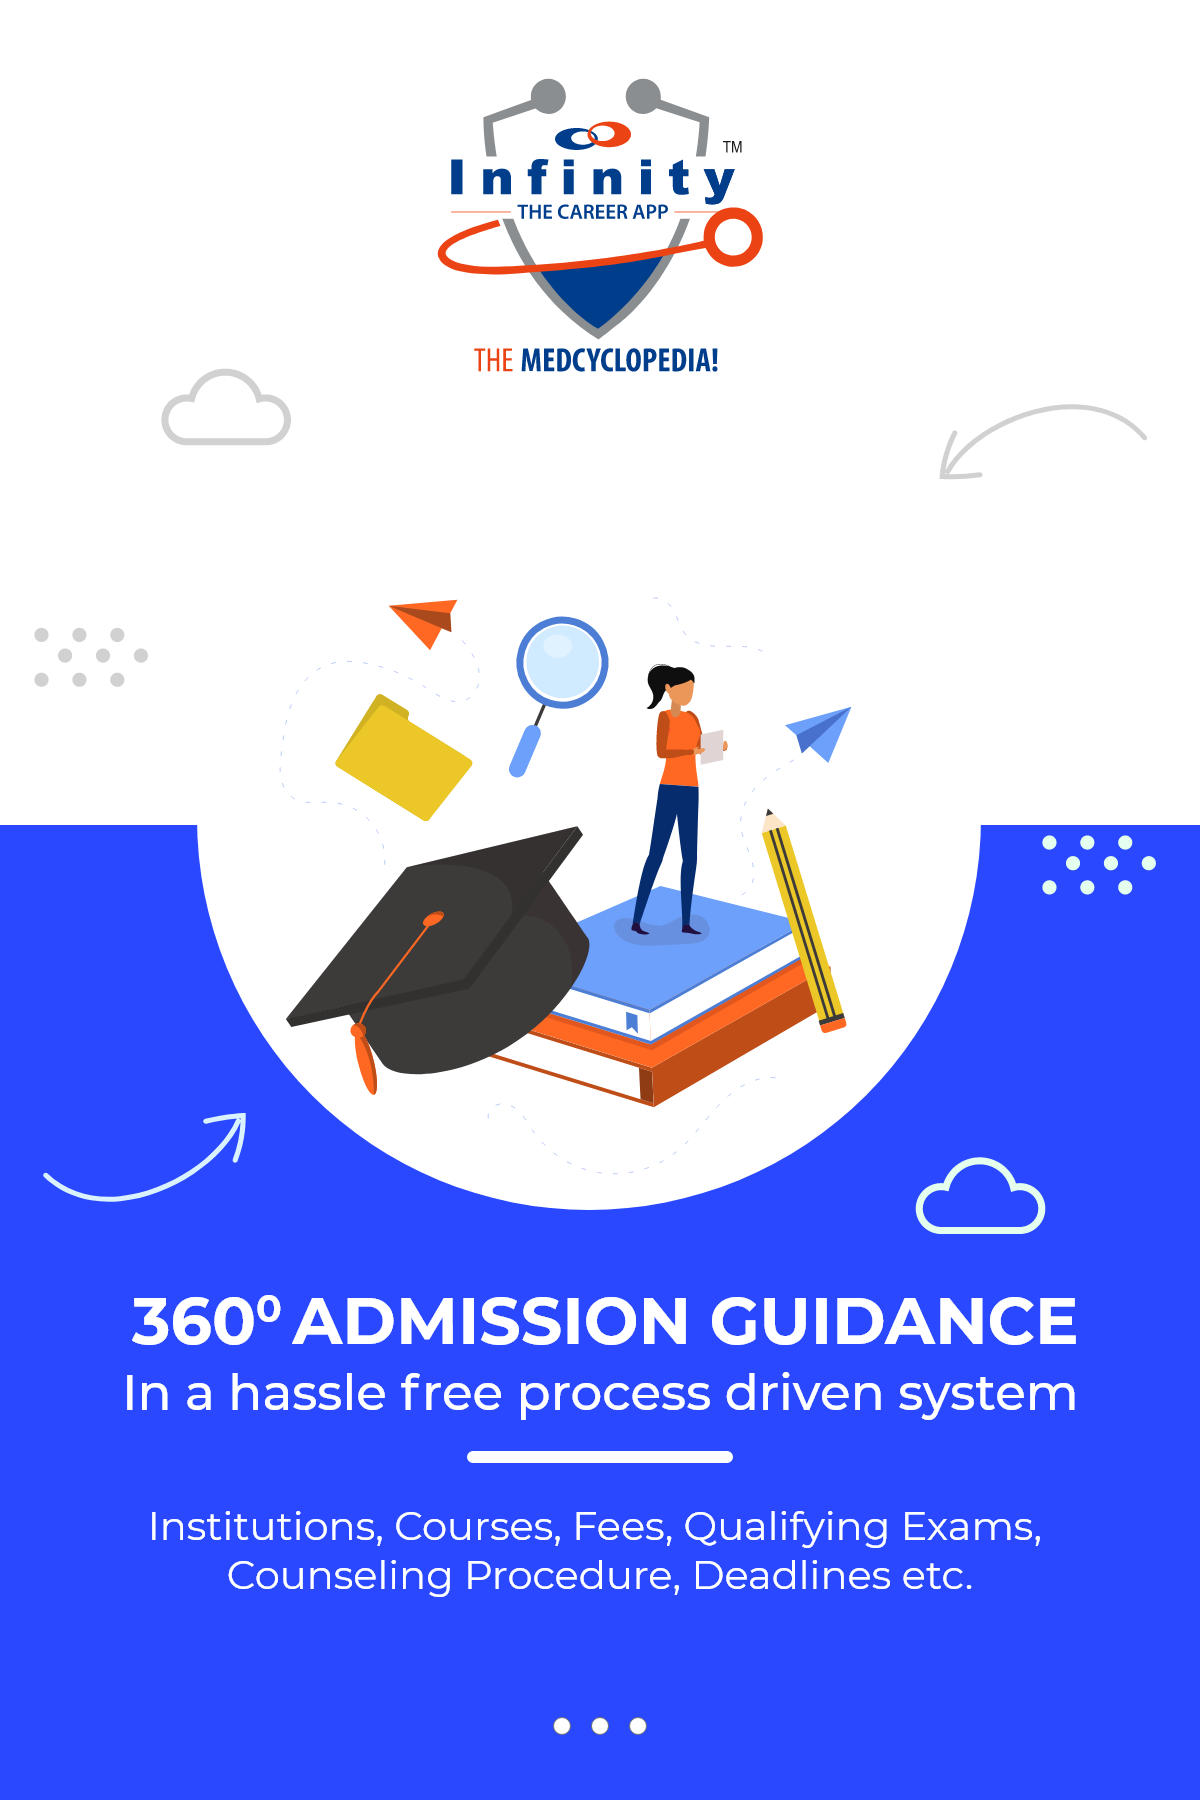 Infinity
TM
THE CAREER APP
THE MEDCYCLOPEDIA!
360⁰ ADMISSION GUIDANCE
In a hassle free process driven system
Institutions, Courses, Fees, Qualifying Exams,
Counseling Procedure, Deadlines etc.